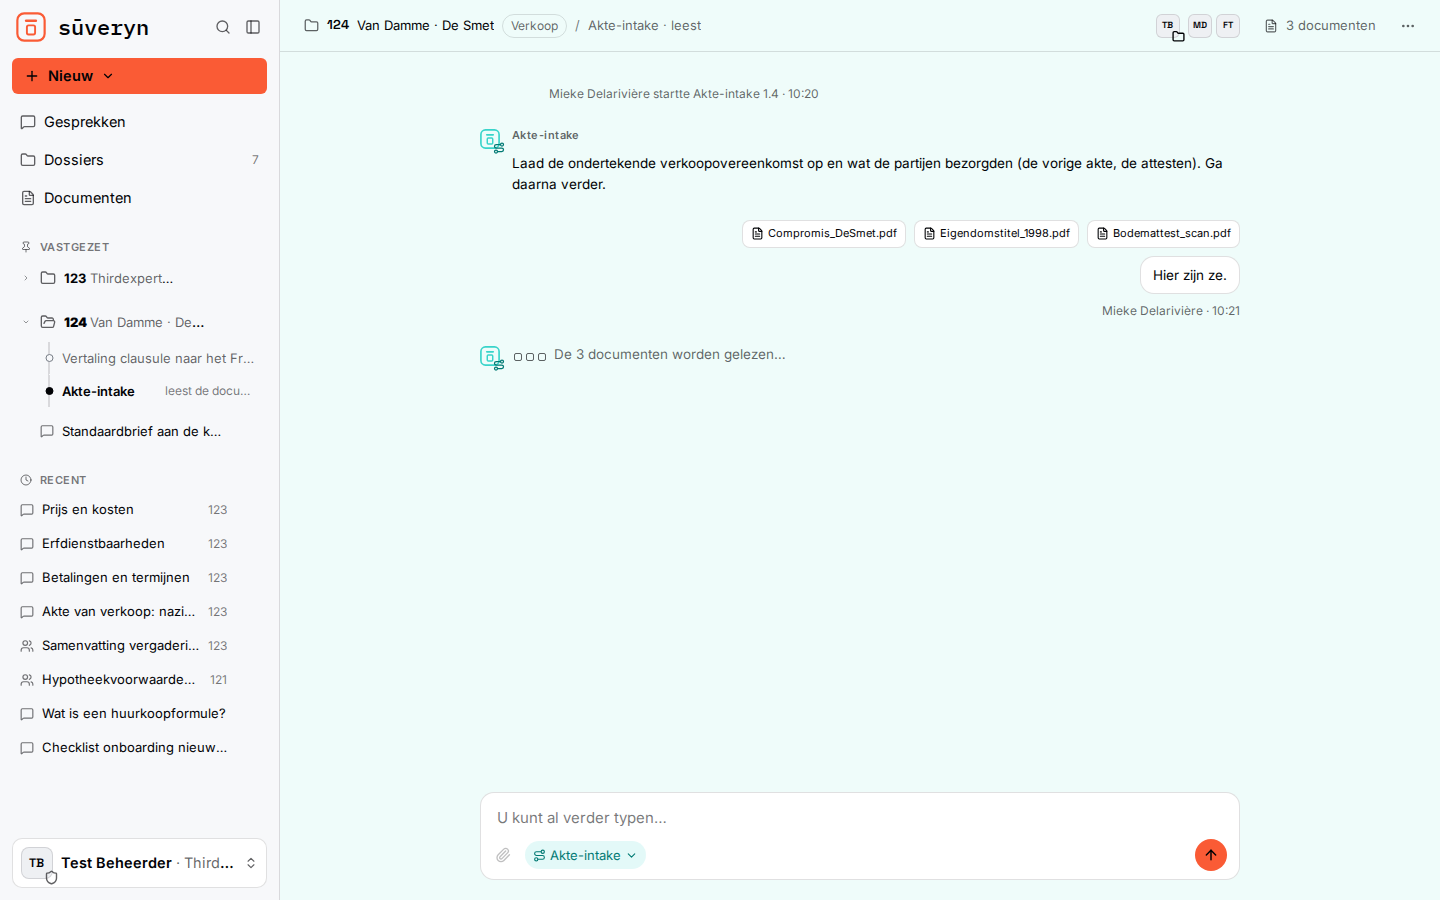 sūveryn
Nieuw
Gesprekken
Dossiers 7
Documenten
VASTGEZET
123 Thirdexpert...
124 Van Damme · De...
Vertaling clausule naar het Fr...
Akte-intake leest de docu...
Standaardbrief aan de k...
RECENT
Prijs en kosten 123
Erfdienstbaarheden 123
Betalingen en termijnen 123
Akte van verkoop: nazi... 123
Samenvatting vergaderi... 123
Hypotheekvoorwaarde... 121
Wat is een huurkoopformule?
Checklist onboarding nieuw...
TB Test Beheerder · Third...
124 Van Damme · De Smet Verkoop / Akte-intake · leest
TB MD FT 3 documenten
Mieke Delarivière startte Akte-intake 1.4 · 10:20
Akte-intake
Laad de ondertekende verkoopovereenkomst op en wat de partijen bezorgden (de vorige akte, de attesten). Ga
daarna verder.
Compromis_DeSmet.pdf Eigendomstitel_1998.pdf Bodemattest_scan.pdf
Hier zijn ze.
Mieke Delarivière · 10:21
De 3 documenten worden gelezen...
U kunt al verder typen...
Akte-intake